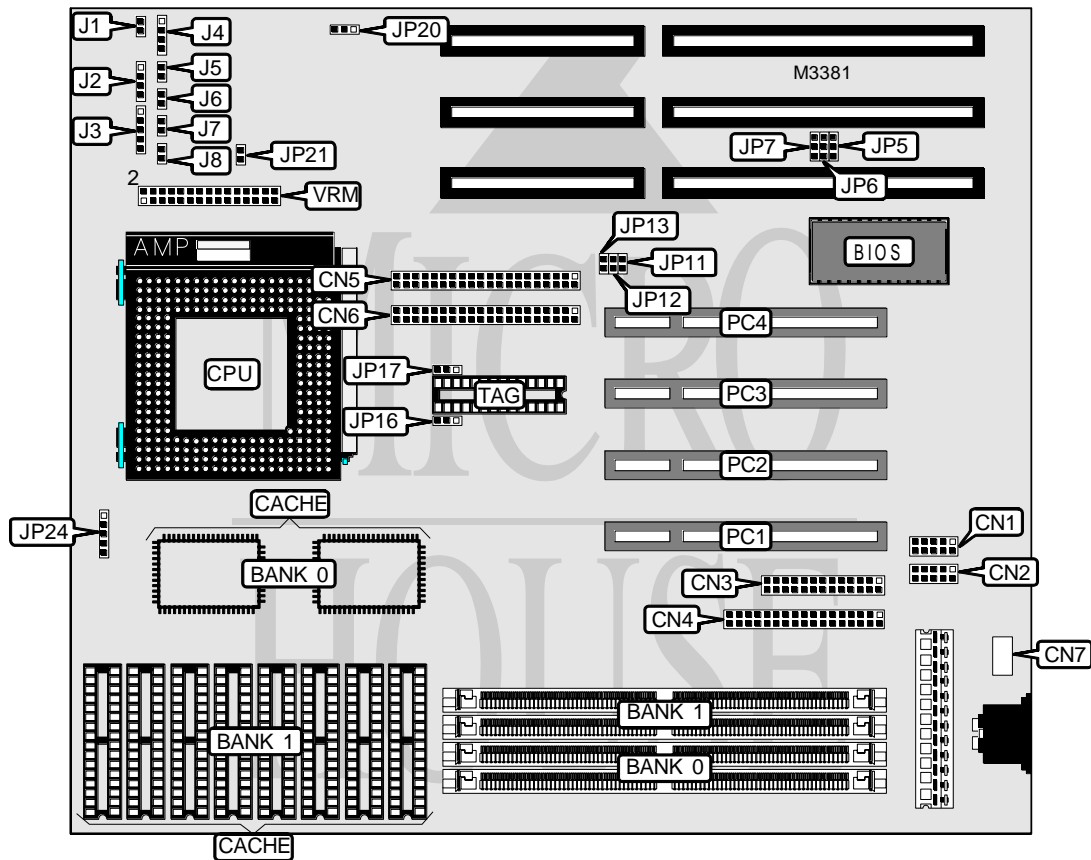 J1
J4
JP20
J2
J5
M3381
J6
J3
J7
JP7
JP5
J8
JP21
JP6
2
VRM
JP13
AMP
BIOS
CN5
JP11
JP12
CN6
PC4
CPU
JP17
TAG
PC3
JP16
MICRO
PC2
CACHE
JP24
PC1
CN1
BANK 0
CN2
CN3
HOUSE
CN4
CN7
BANK 1
BANK 1
BANK 0
CACHE